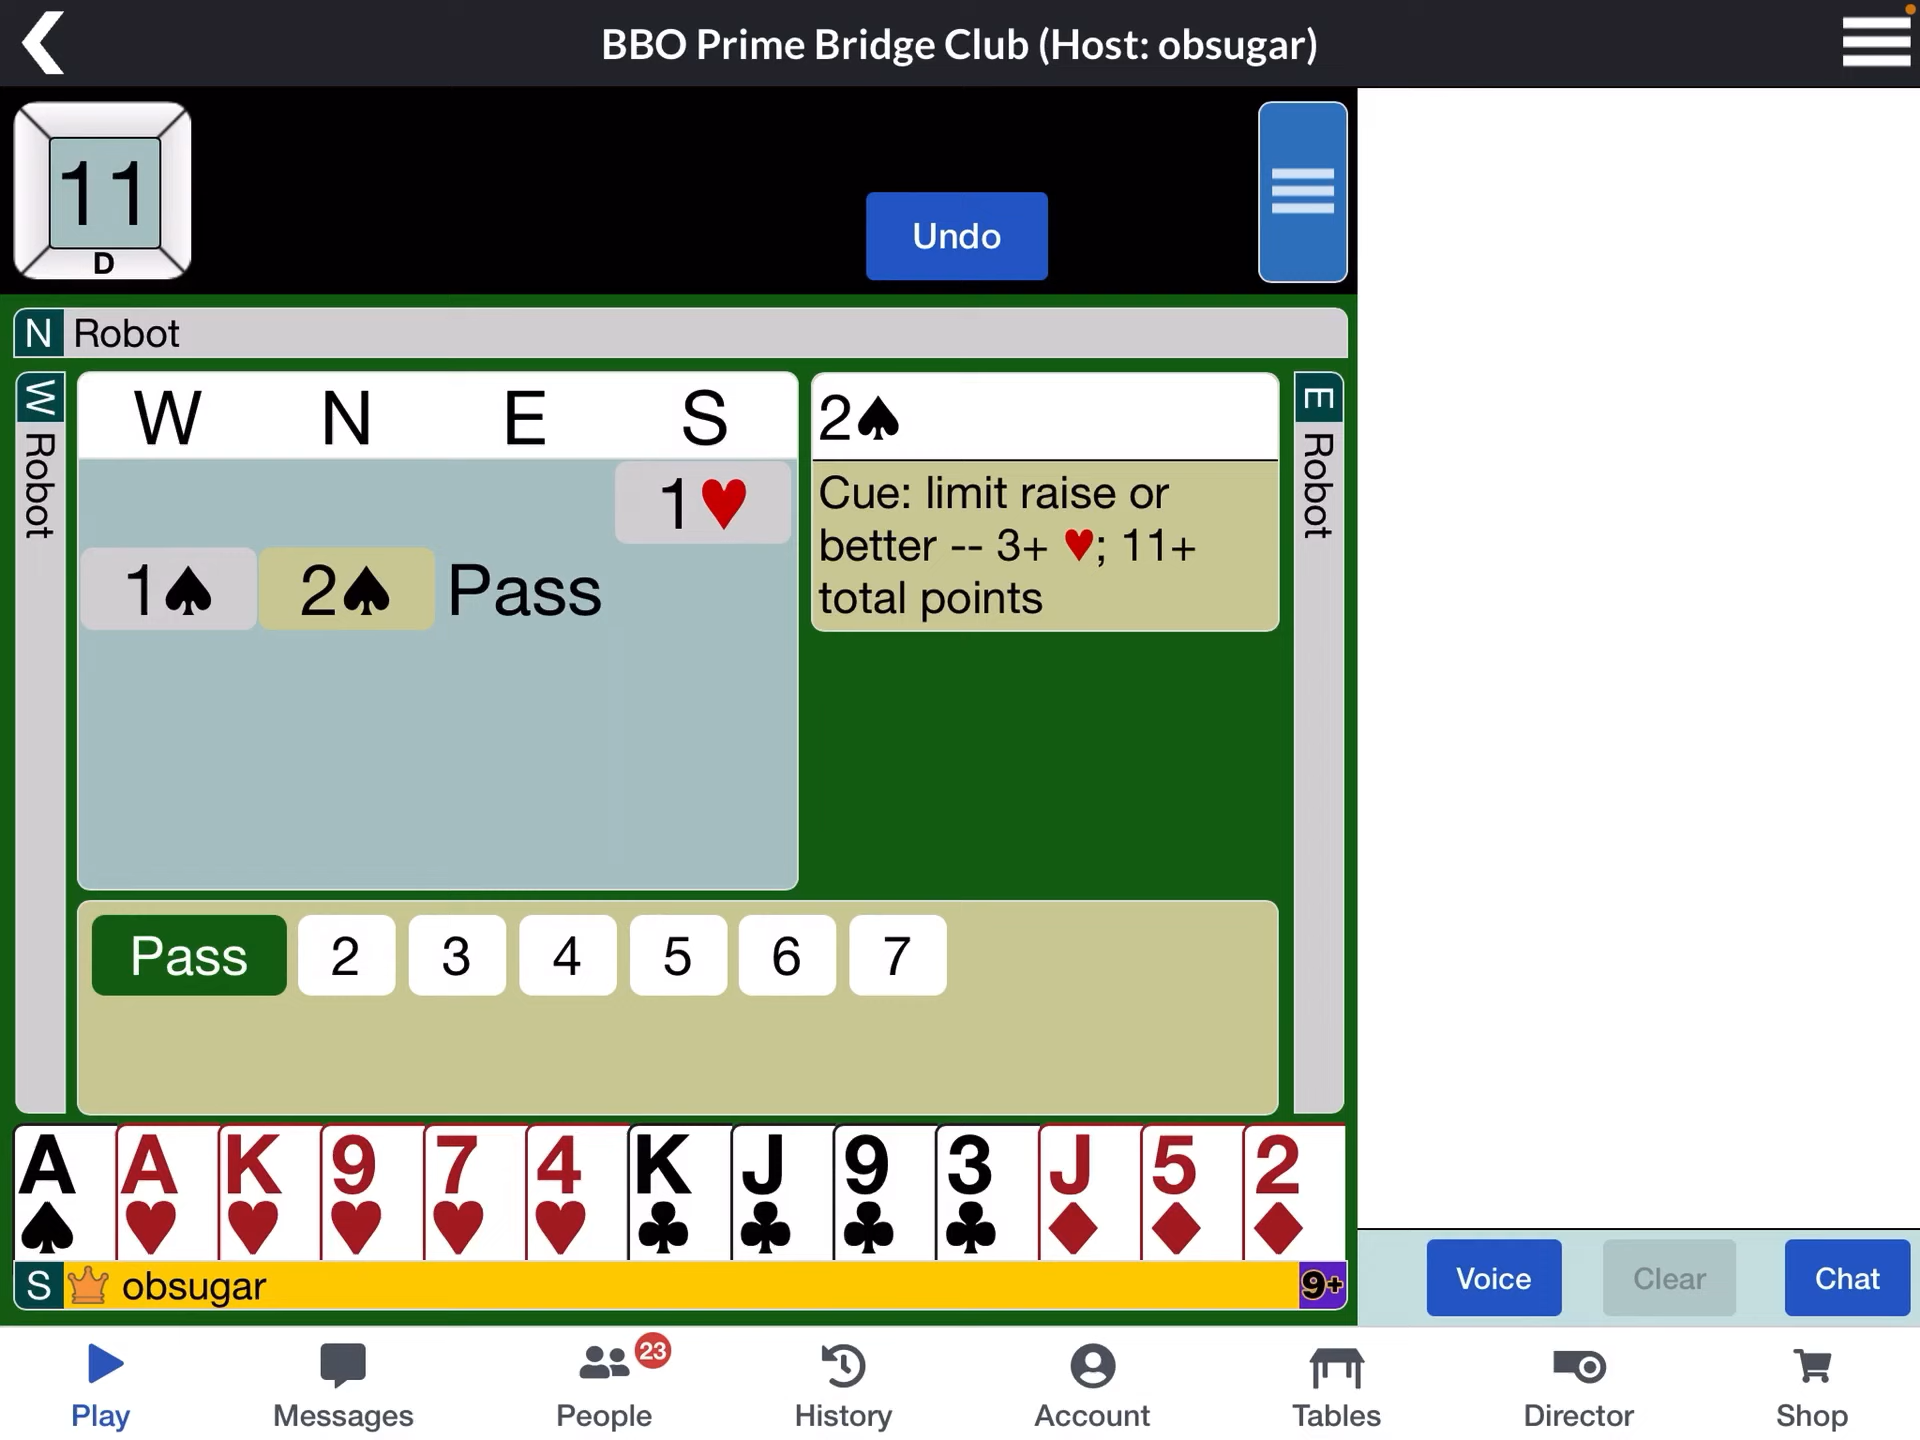 BBO Prime Bridge Club (Host: obsugar)
11
D
Undo
N Robot
W Robot
W N E S
1♥
1♠ 2♠ Pass
2♠
Cue: limit raise or
better -- 3+ ♥; 11+
total points
E Robot
Pass 2 3 4 5 6 7
A♠ A♥ K♥ 9♥ 7♥ 4♥ K♣ J♣ 9♣ 3♣ J♦ 5♦ 2♦
S obsugar 9+
Voice Clear Chat
23
Play Messages People History Account Tables Director Shop